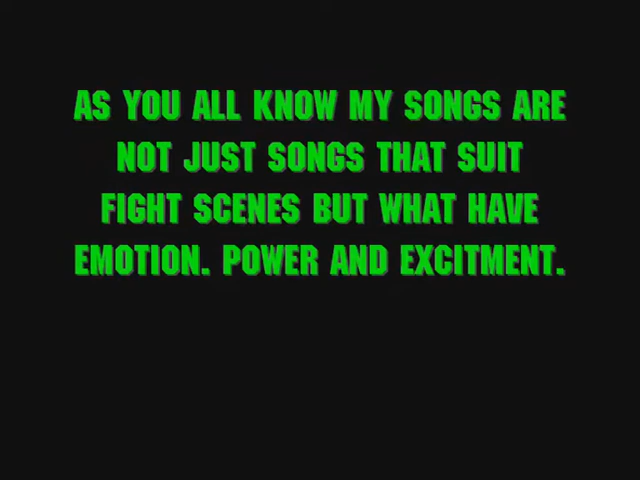 AS YOU ALL KNOW MY SONGS ARE
NOT JUST SONGS THAT SUIT
FIGHT SCENES BUT WHAT HAVE
EMOTION. POWER AND EXCITMENT.